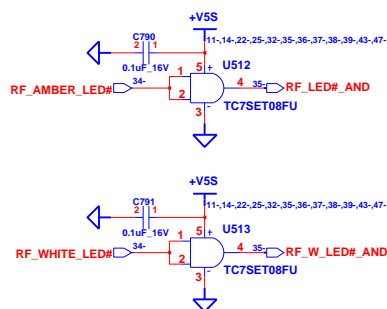 +V5S
C790
2 1
11-,14-,22-,25-,32-,35-,36-,37-,38-,39-,43-,47-
0.1uF_16V
5 +
U512
RF_AMBER_LED#
34-
1
2
4
35-
RF_LED#_AND
3 -
TC7SET08FU
+V5S
C791
2 1
11-,14-,22-,25-,32-,35-,36-,37-,38-,39-,43-,47-
0.1uF_16V
5 +
U513
RF_WHITE_LED#
34-
1
2
4
35-
RF_W_LED#_AND
3 -
TC7SET08FU